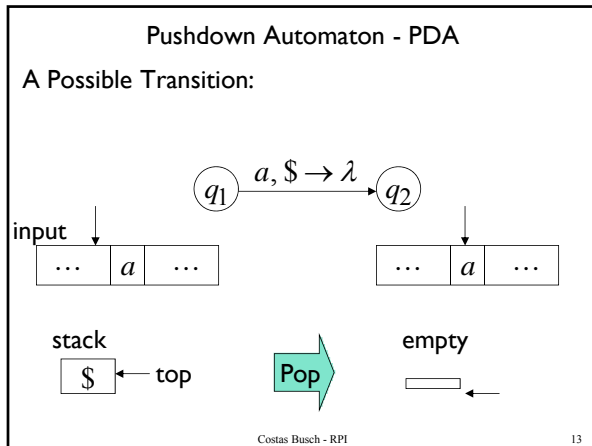 Pushdown Automaton - PDA
A Possible Transition:
q₁ a, $ → λ q₂
input
⋯ a ⋯ ⋯ a ⋯
stack empty
$ top Pop
Costas Busch - RPI 13